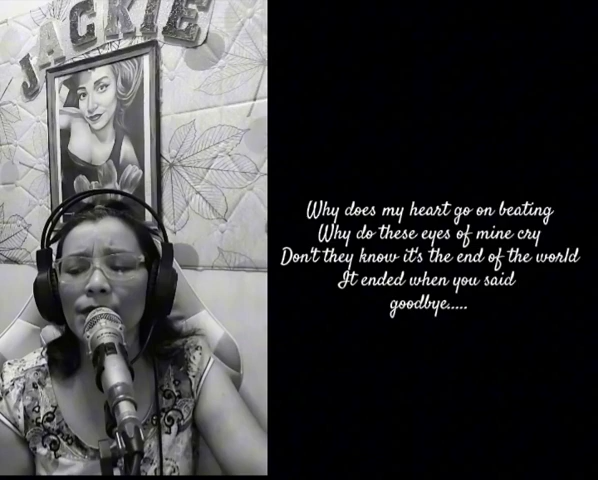 JACKIE
Why does my heart go on beating
Why do these eyes of mine cry
Don't they know it's the end of the world
It ended when you said
goodbye.....